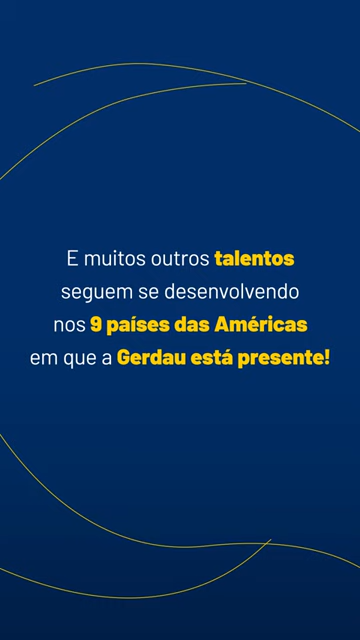 E muitos outros talentos
seguem se desenvolvendo
nos 9 países das Américas
em que a Gerdau está presente!